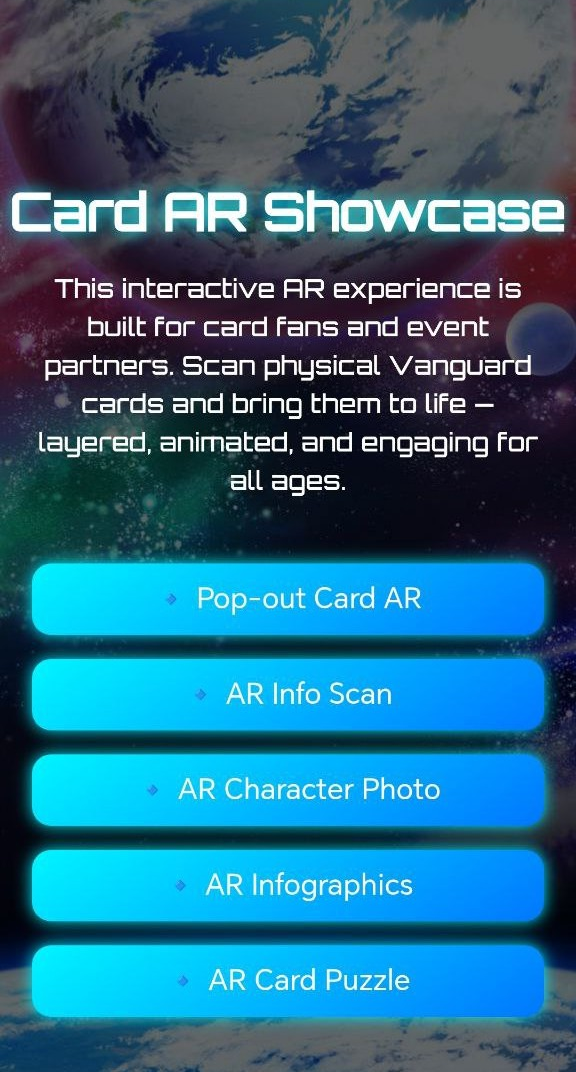 Card AR Showcase
This interactive AR experience is
built for card fans and event
partners. Scan physical Vanguard
cards and bring them to life —
layered, animated, and engaging for
all ages.
🔹 Pop-out Card AR
🔹 AR Info Scan
🔹 AR Character Photo
🔹 AR Infographics
🔹 AR Card Puzzle